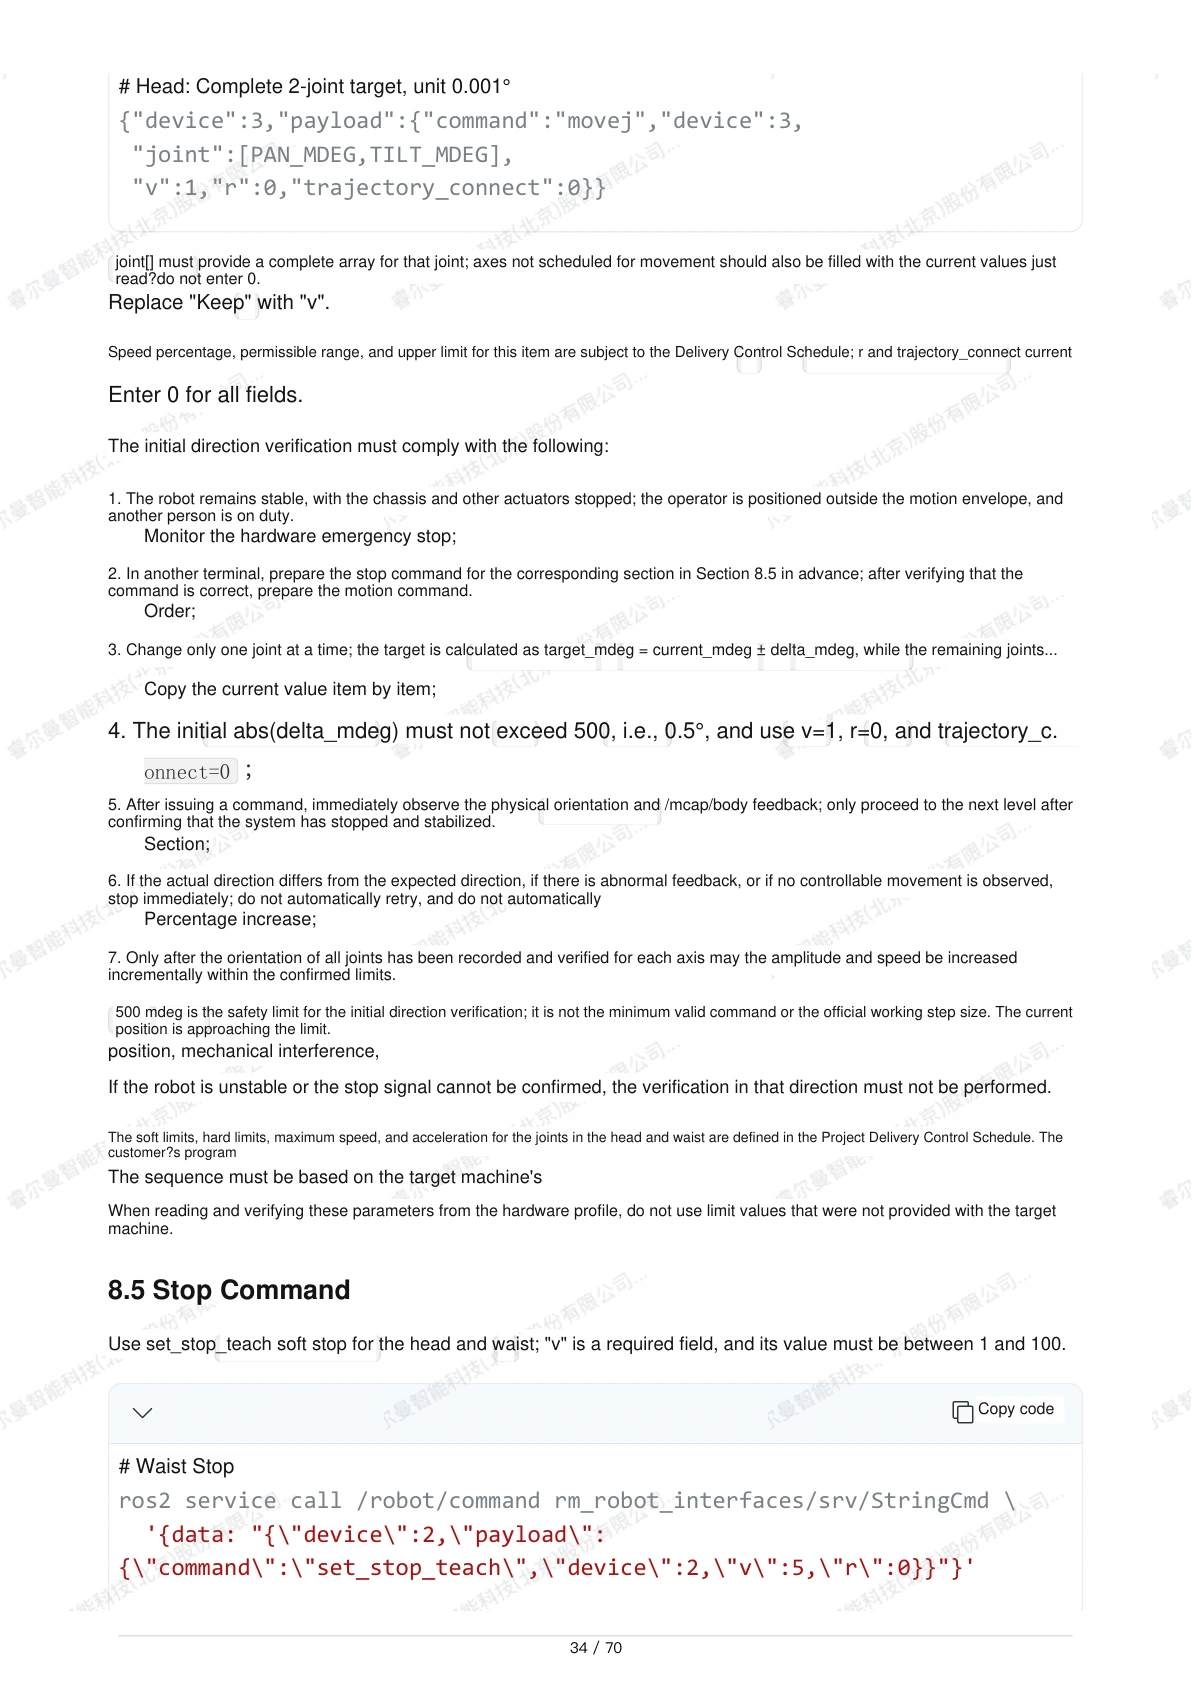 # Head: Complete 2-joint target, unit 0.001°
{"device":3,"payload":{"command":"movej","device":3,
"joint":[PAN_MDEG,TILT_MDEG],
"v":1,"r":0,"trajectory_connect":0}}
joint[] must provide a complete array for that joint; axes not scheduled for movement should also be filled with the current values just
read?do not enter 0.
Replace "Keep" with "v".
Speed percentage, permissible range, and upper limit for this item are subject to the Delivery Control Schedule; r and trajectory_connect current
Enter 0 for all fields.
The initial direction verification must comply with the following:
1. The robot remains stable, with the chassis and other actuators stopped; the operator is positioned outside the motion envelope, and
another person is on duty.
Monitor the hardware emergency stop;
2. In another terminal, prepare the stop command for the corresponding section in Section 8.5 in advance; after verifying that the
command is correct, prepare the motion command.
Order;
3. Change only one joint at a time; the target is calculated as target_mdeg = current_mdeg ± delta_mdeg, while the remaining joints...
Copy the current value item by item;
4. The initial abs(delta_mdeg) must not exceed 500, i.e., 0.5°, and use v=1, r=0, and trajectory_c.
onnect=0 ;
5. After issuing a command, immediately observe the physical orientation and /mcap/body feedback; only proceed to the next level after
confirming that the system has stopped and stabilized.
Section;
6. If the actual direction differs from the expected direction, if there is abnormal feedback, or if no controllable movement is observed,
stop immediately; do not automatically retry, and do not automatically
Percentage increase;
7. Only after the orientation of all joints has been recorded and verified for each axis may the amplitude and speed be increased
incrementally within the confirmed limits.
500 mdeg is the safety limit for the initial direction verification; it is not the minimum valid command or the official working step size. The current
position is approaching the limit.
position, mechanical interference,
If the robot is unstable or the stop signal cannot be confirmed, the verification in that direction must not be performed.
The soft limits, hard limits, maximum speed, and acceleration for the joints in the head and waist are defined in the Project Delivery Control Schedule. The
customer?s program
The sequence must be based on the target machine's
When reading and verifying these parameters from the hardware profile, do not use limit values that were not provided with the target
machine.
8.5 Stop Command
Use set_stop_teach soft stop for the head and waist; "v" is a required field, and its value must be between 1 and 100.
Copy code
# Waist Stop
ros2 service call /robot/command rm_robot_interfaces/srv/StringCmd \
'{data: "{\"device\":2,\"payload\":
{\"command\":\"set_stop_teach\",\"device\":2,\"v\":5,\"r\":0}}"}'
34 / 70
睿尔曼智能科技(北京)股份有限公司...